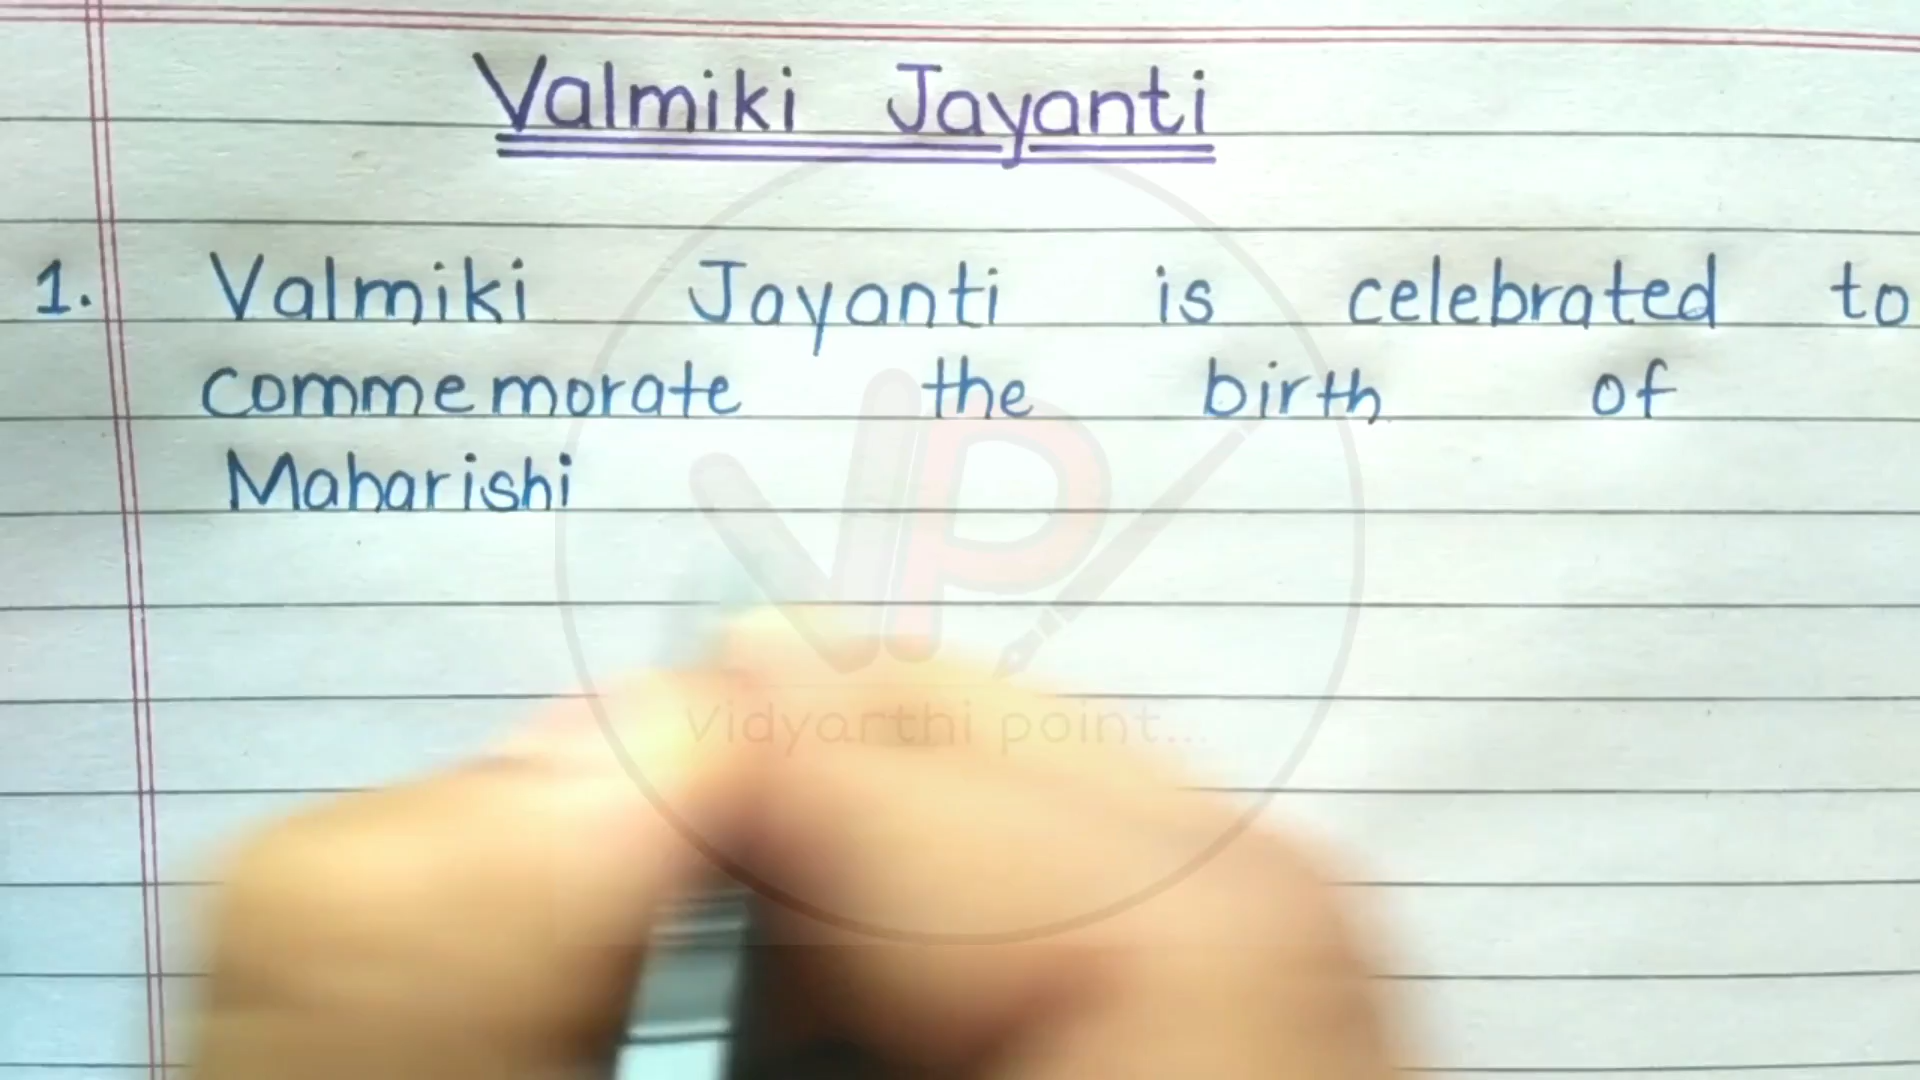 Valmiki Jayanti
1. Valmiki Jayanti is celebrated to
commemorate the birth of
Maharishi
Vidyarthi point...